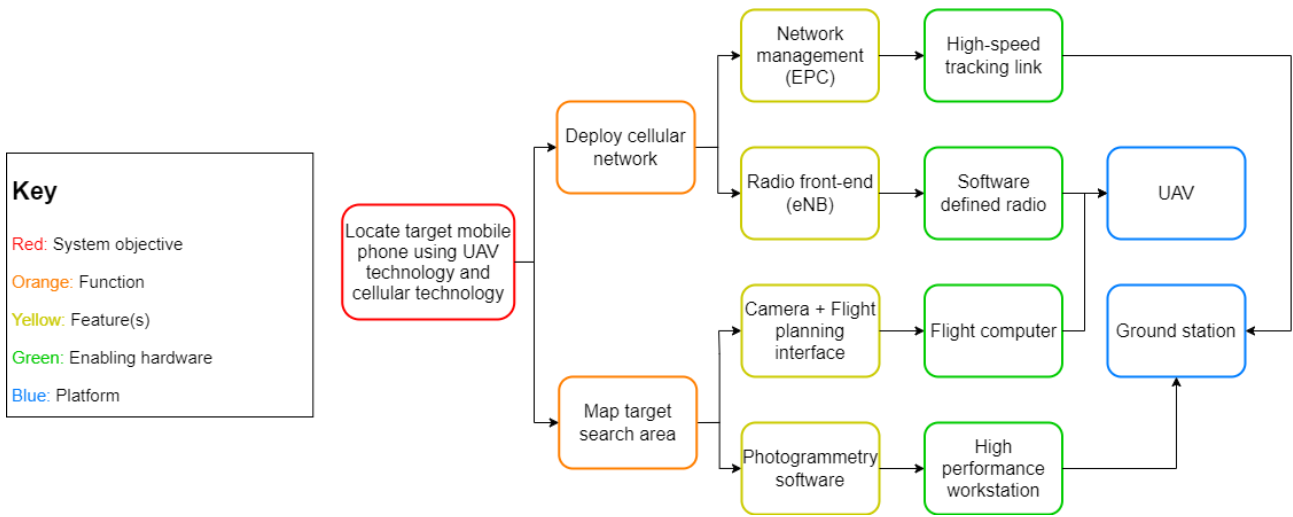 Key
Red: System objective
Orange: Function
Yellow: Feature(s)
Green: Enabling hardware
Blue: Platform
Locate target mobile
phone using UAV
technology and
cellular technology
Deploy cellular
network
Map target
search area
Network
management
(EPC)
High-speed
tracking link
Radio front-end
(eNB)
Software
defined radio
UAV
Camera + Flight
planning
interface
Flight computer
Ground station
Photogrammetry
software
High
performance
workstation